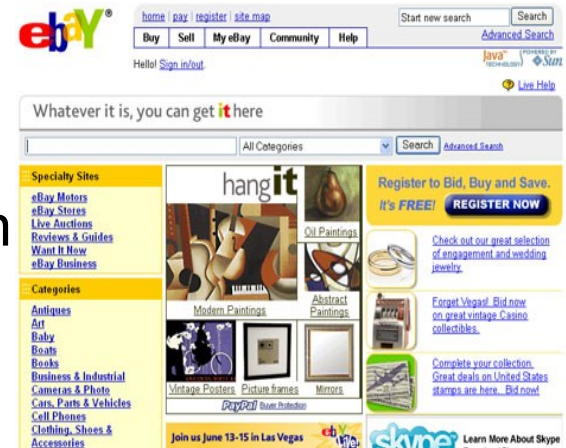 ebaY®
home | pay | register | site map
Start new search Search
Buy Sell My eBay Community Help
Advanced Search
Hello! Sign in/out.
Java™ TECHNOLOGY POWERED BY Sun
Live Help
Whatever it is, you can get it here
All Categories Search Advanced Search
Specialty Sites
eBay Motors
eBay Stores
Live Auctions
Reviews & Guides
Want It Now
eBay Business
Categories
Antiques
Art
Baby
Boats
Books
Business & Industrial
Cameras & Photo
Cars, Parts & Vehicles
Cell Phones
Clothing, Shoes &
Accessories
hang it
Oil Paintings
Modern Paintings
Abstract
Paintings
Vintage Posters Picture frames Mirrors
PayPal Buyer Protection
Join us June 13-15 in Las Vegas
ebay Live!
Register to Bid, Buy and Save.
It's FREE! REGISTER NOW
Check out our great selection
of engagement and wedding
jewelry.
Forget Vegas! Bid now
on great vintage Casino
collectibles.
Complete your collection.
Great deals on United States
stamps are here. Bid now!
skype Learn More About Skype
n